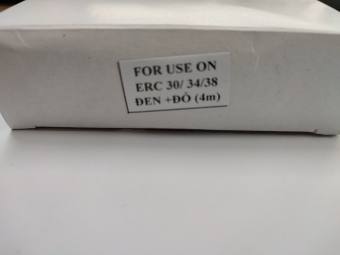 FOR USE ON
ERC 30/ 34/38
ĐEN +ĐỎ (4m)